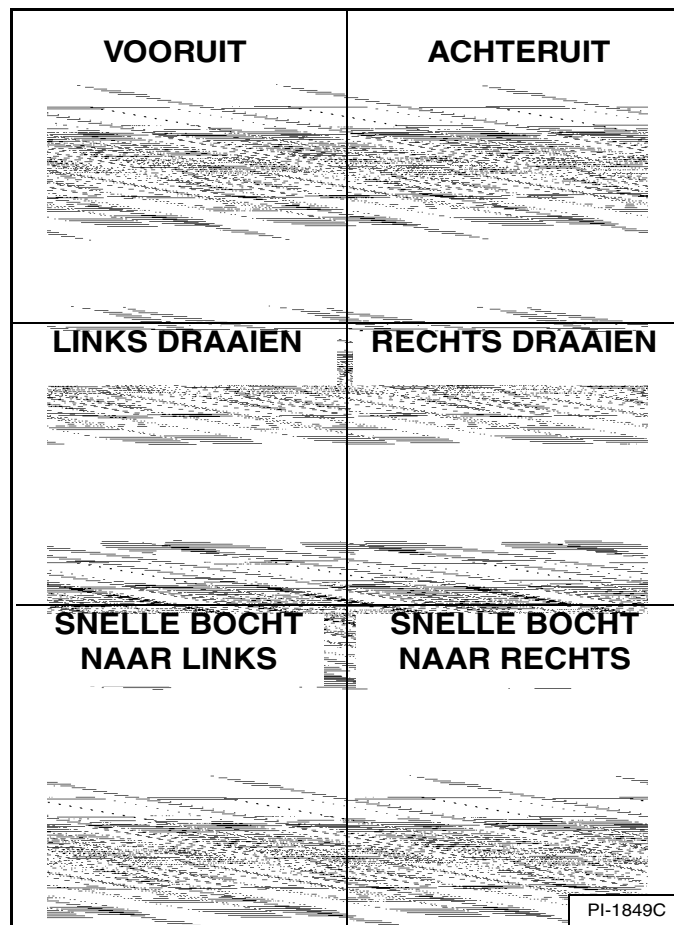 VOORUIT
ACHTERUIT
LINKS DRAAIEN
RECHTS DRAAIEN
SNELLE BOCHT
NAAR LINKS
SNELLE BOCHT
NAAR RECHTS
PI-1849C